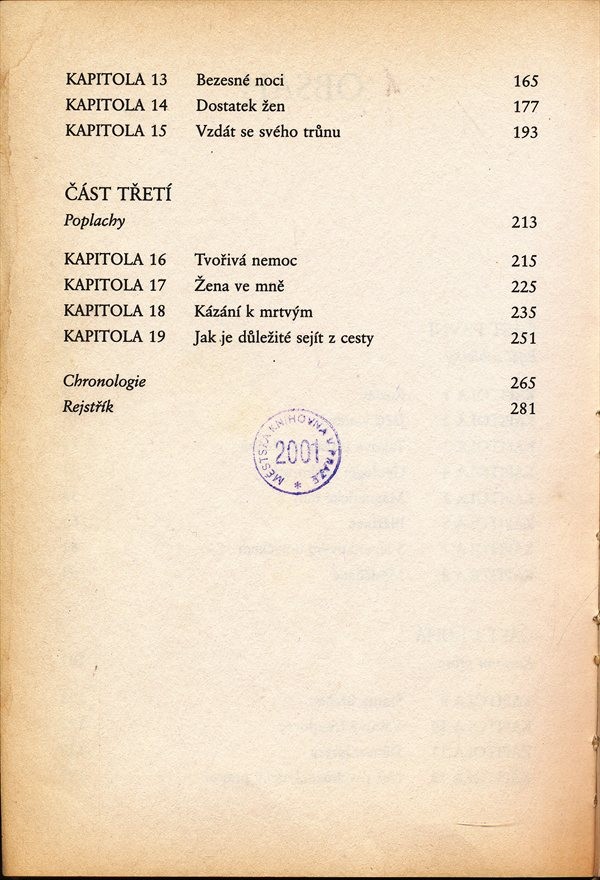 KAPITOLA 13 Bezesné noci 165
KAPITOLA 14 Dostatek žen 177
KAPITOLA 15 Vzdát se svého trůnu 193
ČÁST TŘETÍ
Poplachy 213
KAPITOLA 16 Tvořivá nemoc 215
KAPITOLA 17 Žena ve mně 225
KAPITOLA 18 Kázání k mrtvým 235
KAPITOLA 19 Jak je důležité sejít z cesty 251
Chronologie 265
Rejstřík 281
MĚSTSKÁ KNIHOVNA V PRAZE
2001